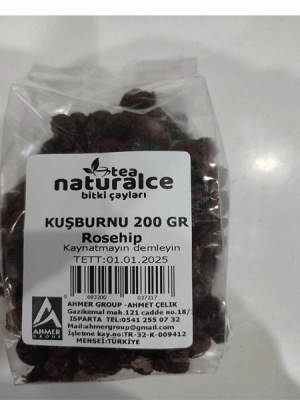 tea
naturalce
bitki çayları
KUŞBURNU 200 GR
Rosehip
Kaynatmayın demleyin
TETT:01.01.2025
AHMER GROUP -AHMET ÇELIK
Gazikemal mah.121 cadde no.18/
ISPARTA TEL:0541 255 07 32
Mail:ahmergroup@gmail.com
İşletme kay.no:TR-32-K-009412
MENSEİ:TÜRKİYE
AHMER
GROUP